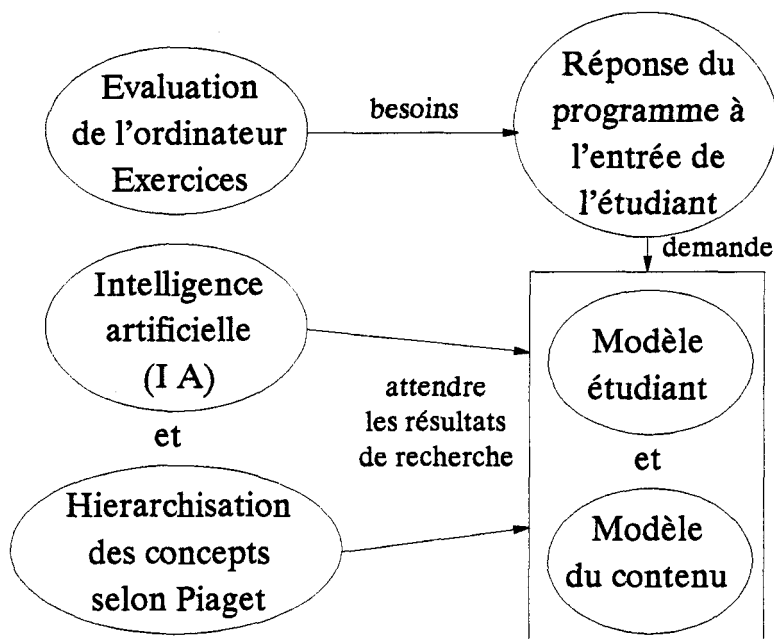 Evaluation
de l'ordinateur
Exercices
besoins
Réponse du
programme à
l'entrée de
l'étudiant
demande
Intelligence
artificielle
(I A)
et
Hierarchisation
des concepts
selon Piaget
attendre
les résultats
de recherche
Modèle
étudiant
et
Modèle
du contenu